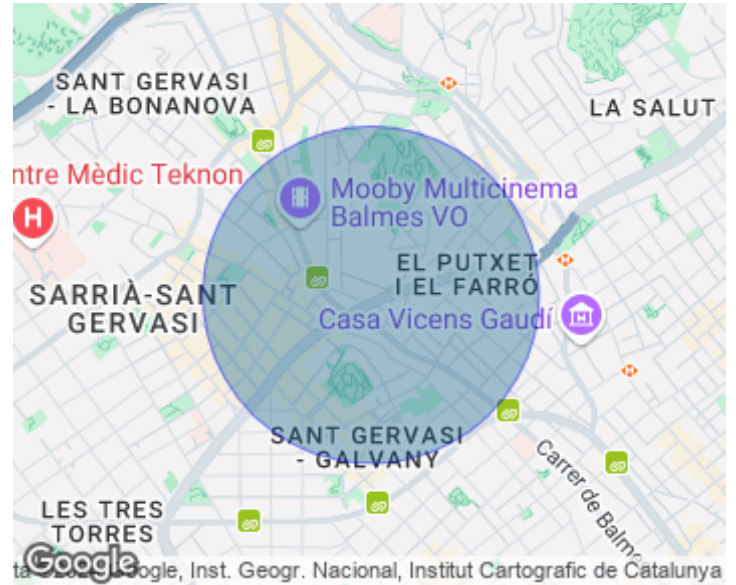 SANT GERVASI
- LA BONANOVA
LA SALUT
ntre Mèdic Teknon
H
Mooby Multicinema
Balmes VO
EL PUTXET
I EL FARRÓ
SARRIÀ-SANT
GERVASI
Casa Vicens Gaudí
SANT GERVASI
- GALVANY
Carrer de Balme
LES TRES
TORRES
Google
Google, Inst. Geogr. Nacional, Institut Cartografic de Catalunya